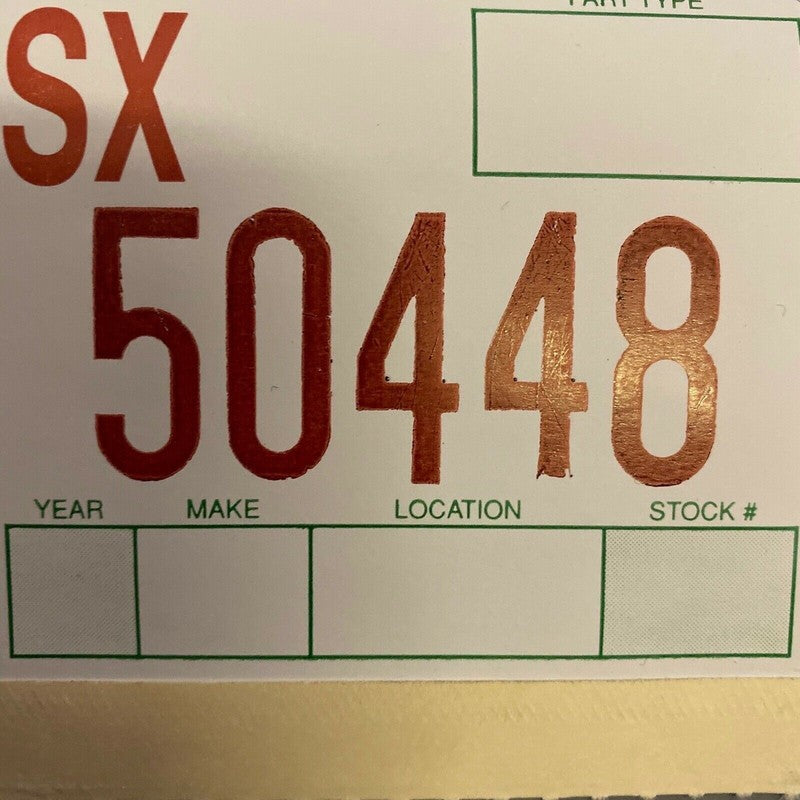 PART TYPE
SX
50448
YEAR MAKE LOCATION STOCK #